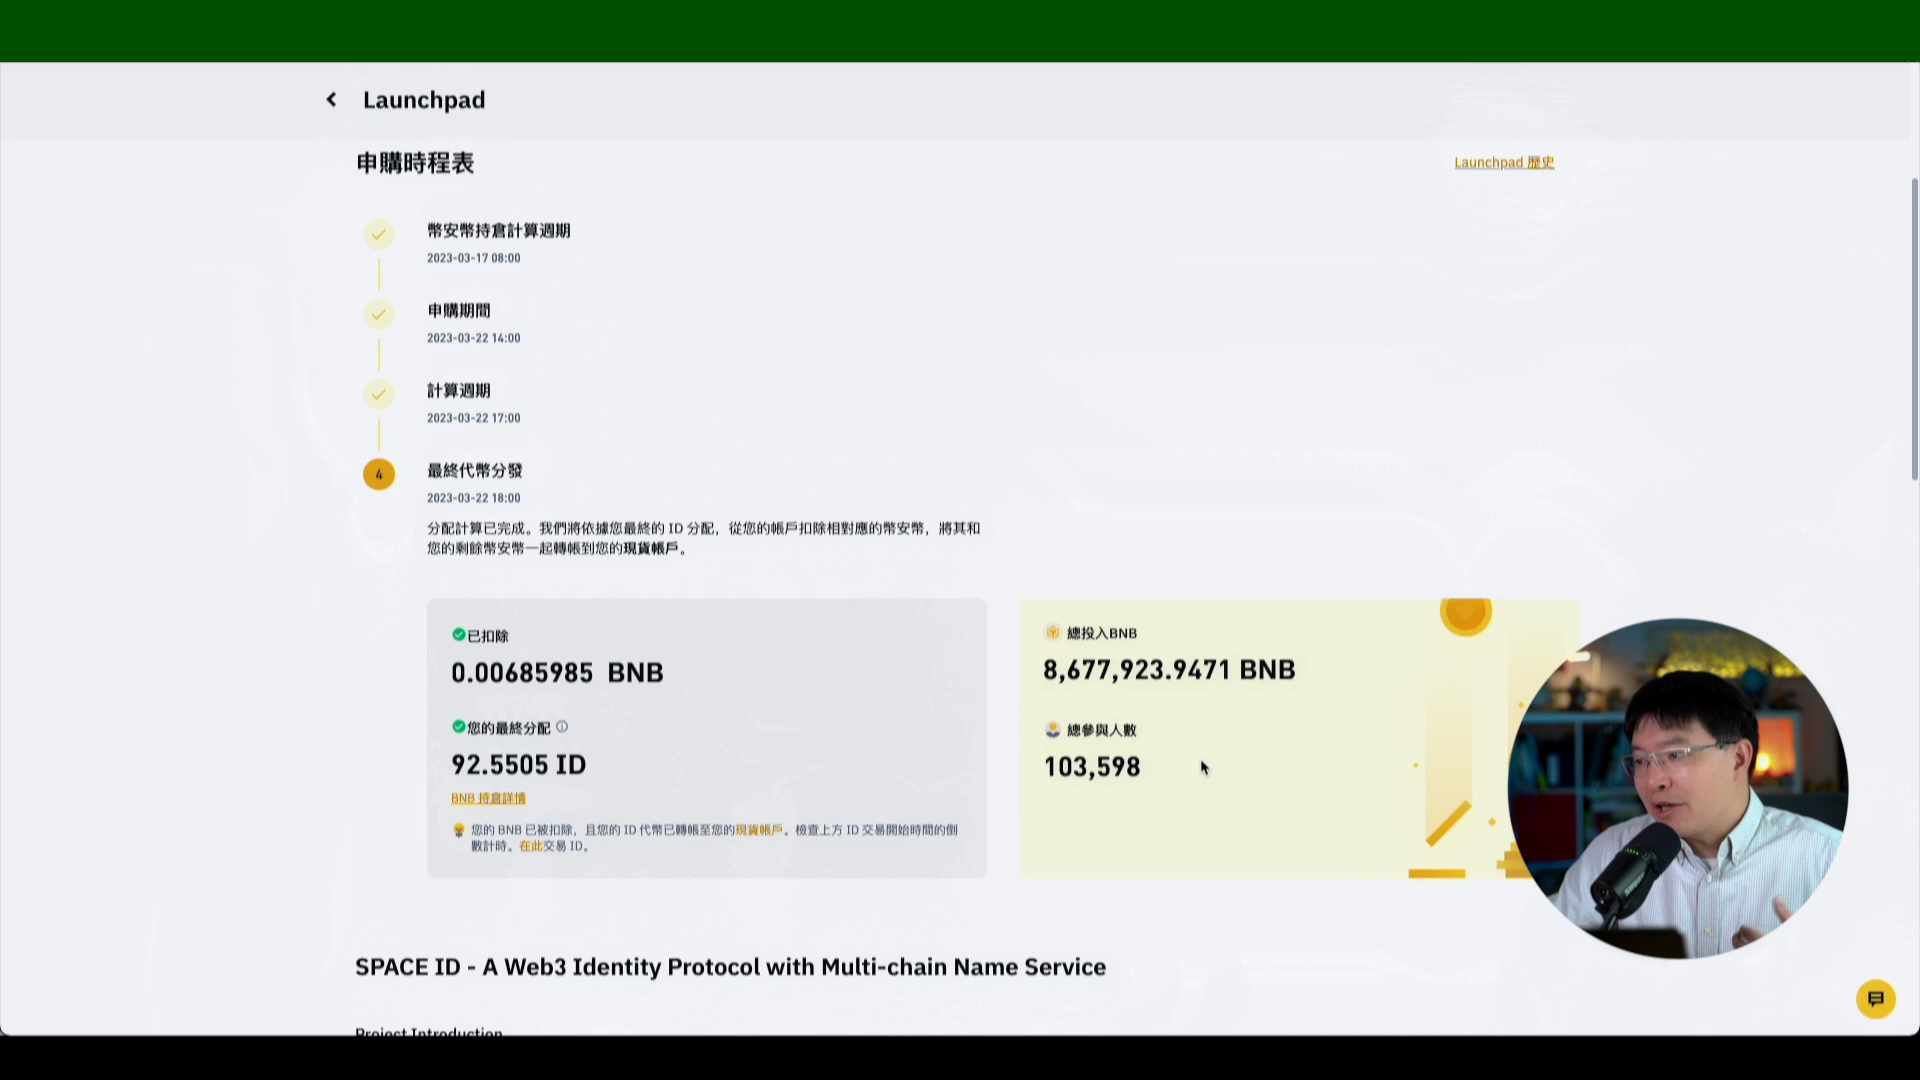 Launchpad
申購時程表
Launchpad 歷史
幣安幣持倉計算週期
2023-03-17 08:00
申購期間
2023-03-22 14:00
計算週期
2023-03-22 17:00
4
最終代幣分發
2023-03-22 18:00
分配計算已完成。我們將依據您最終的 ID 分配，從您的帳戶扣除相對應的幣安幣，將其和
您的剩餘幣安幣一起轉帳到您的現貨帳戶。
已扣除
0.00685985 BNB
您的最終分配
92.5505 ID
BNB 持倉詳情
您的 BNB 已被扣除，且您的 ID 代幣已轉帳至您的現貨帳戶。檢查上方 ID 交易開始時間的倒
數計時。在此交易 ID。
總投入BNB
8,677,923.9471 BNB
總參與人數
103,598
SPACE ID - A Web3 Identity Protocol with Multi-chain Name Service
Project Introduction